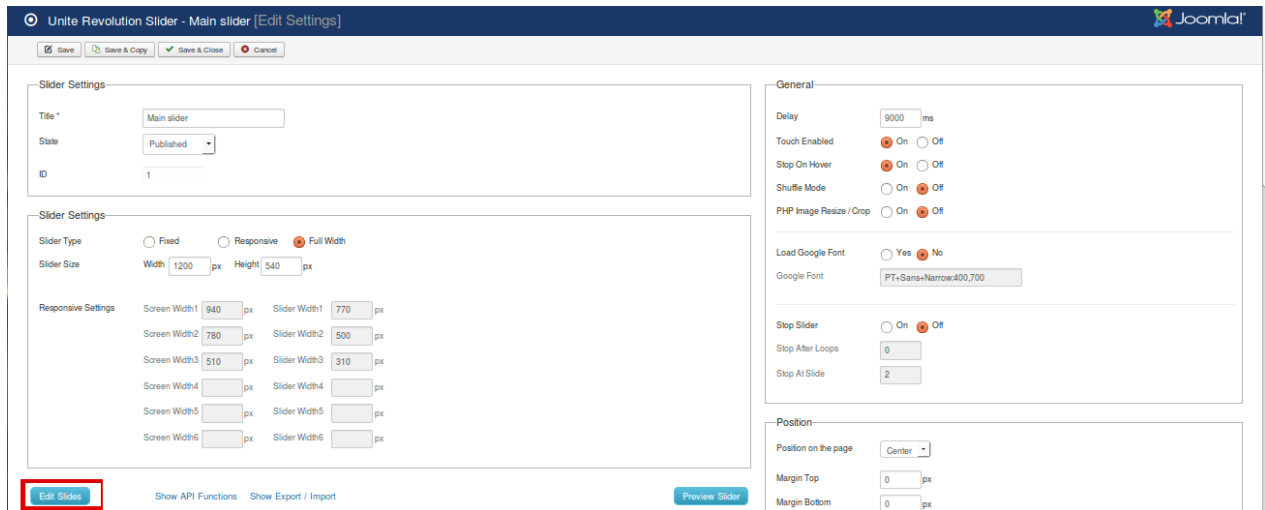 Unite Revolution Slider - Main slider [Edit Settings]
Joomla!
Save
Save & Copy
Save & Close
Cancel
Slider Settings
Title *
Main slider
State
Published
ID
1
Slider Settings
Slider Type
Fixed
Responsive
Full Width
Slider Size
Width 1200 px Height 540 px
Responsive Settings
Screen Width1 940 px Slider Width1 770 px
Screen Width2 780 px Slider Width2 500 px
Screen Width3 510 px Slider Width3 310 px
Screen Width4 px Slider Width4 px
Screen Width5 px Slider Width5 px
Screen Width6 px Slider Width6 px
Edit Slides
Show API Functions
Show Export / Import
Preview Slider
General
Delay 9000 ms
Touch Enabled On Off
Stop On Hover On Off
Shuffle Mode On Off
PHP Image Resize / Crop On Off
Load Google Font Yes No
Google Font PT+Sans+Narrow:400,700
Stop Slider On Off
Stop After Loops 0
Stop At Slide 2
Position
Position on the page Center
Margin Top 0 px
Margin Bottom 0 px